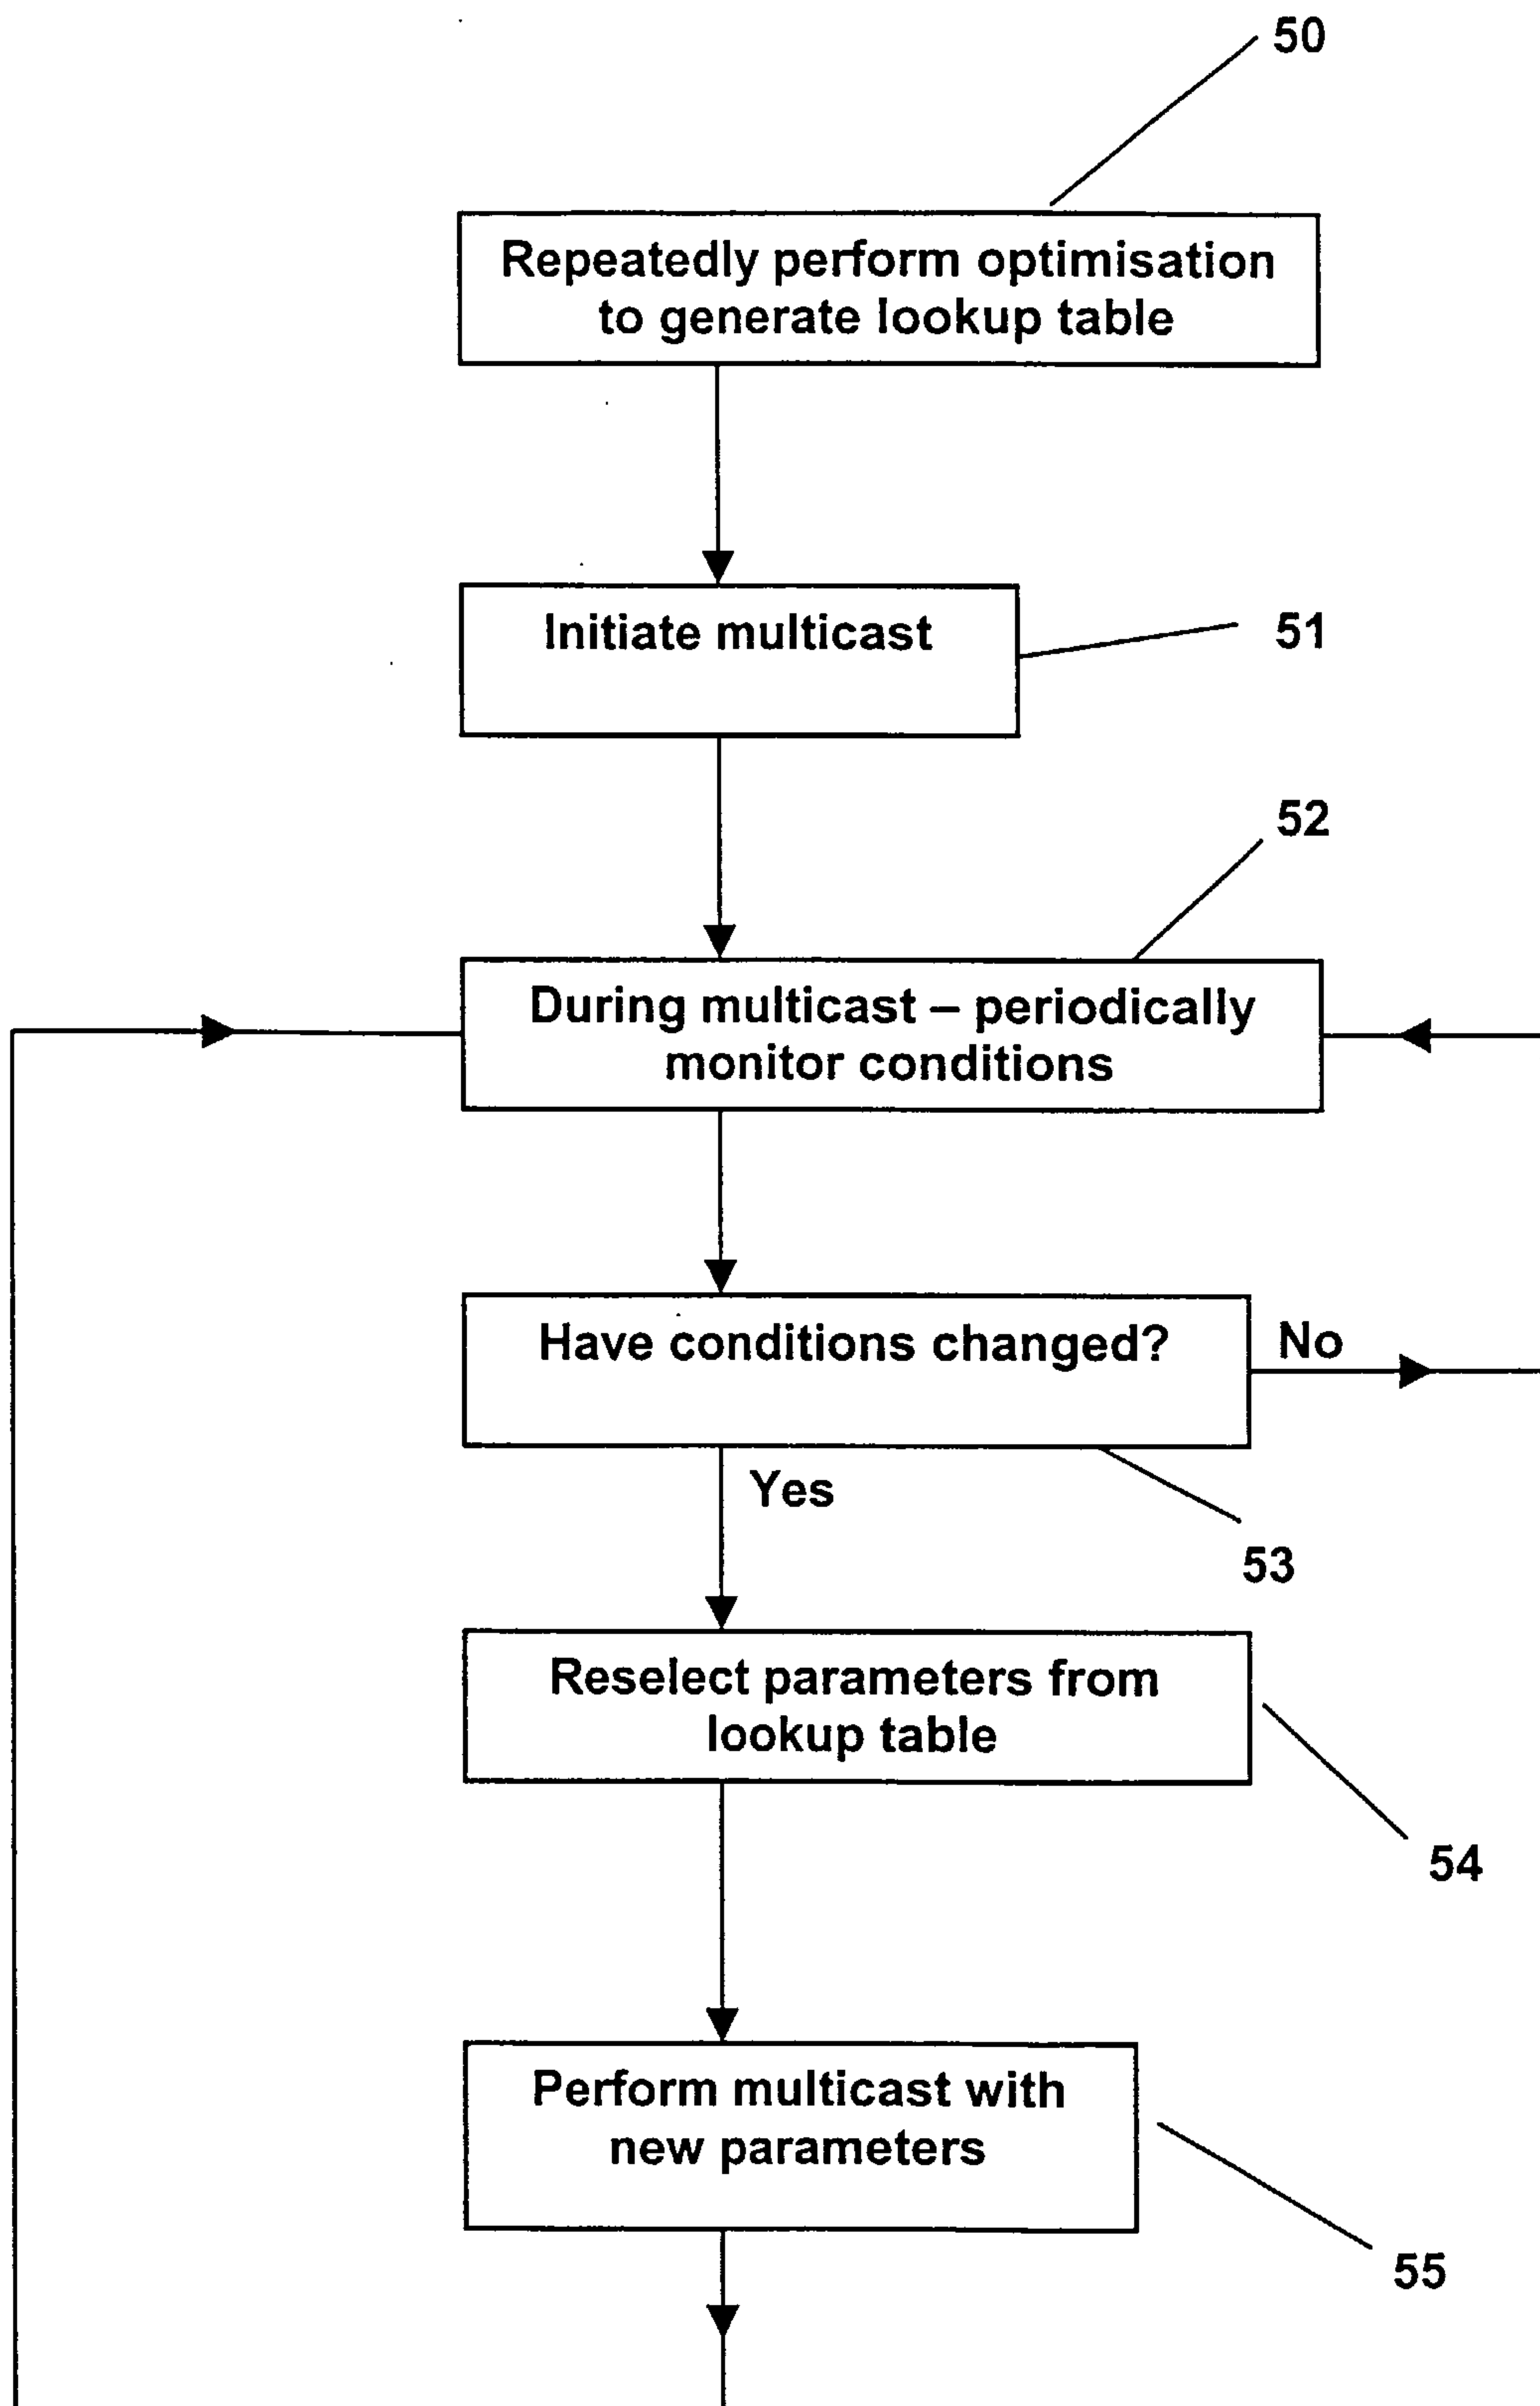 50
Repeatedly perform optimisation
to generate lookup table
Initiate multicast
51
52
During multicast – periodically
monitor conditions
Have conditions changed?
No
Yes
53
Reselect parameters from
lookup table
54
Perform multicast with
new parameters
55